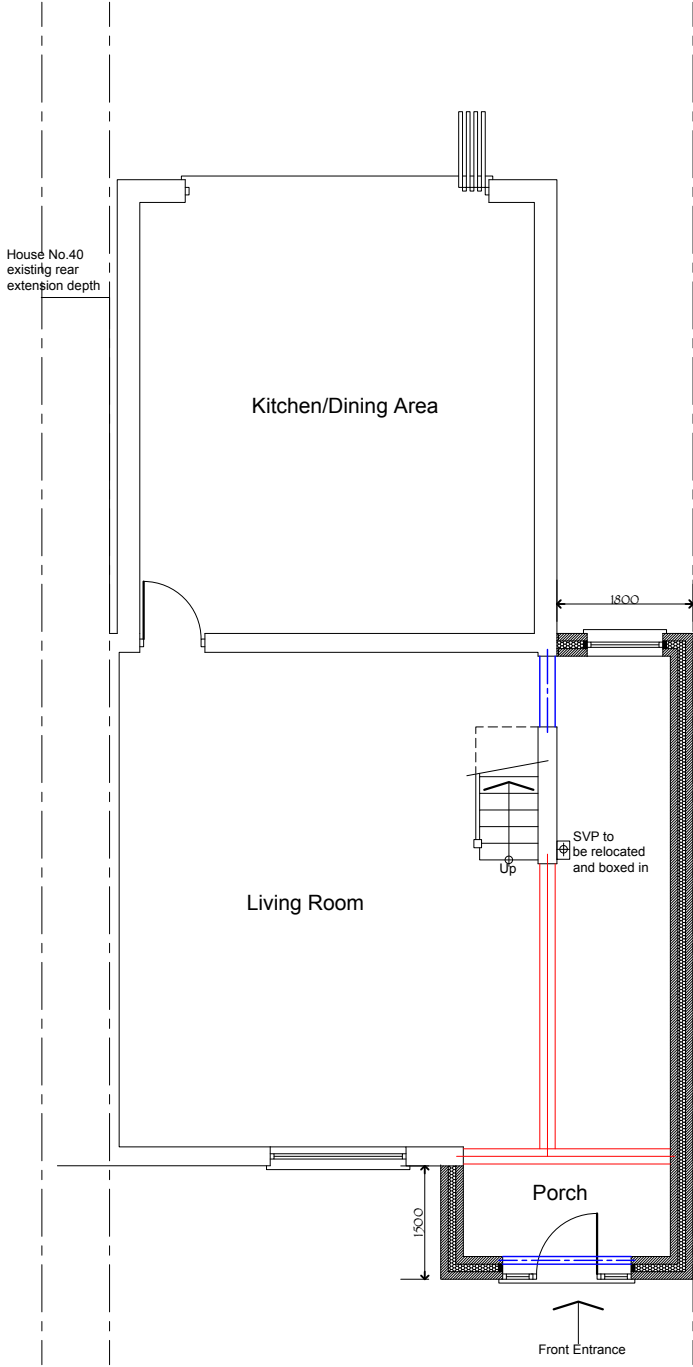 House No.40
existing rear
extension depth
Kitchen/Dining Area
1800
SVP to
be relocated
and boxed in
Up
Living Room
Porch
1500
Front Entrance